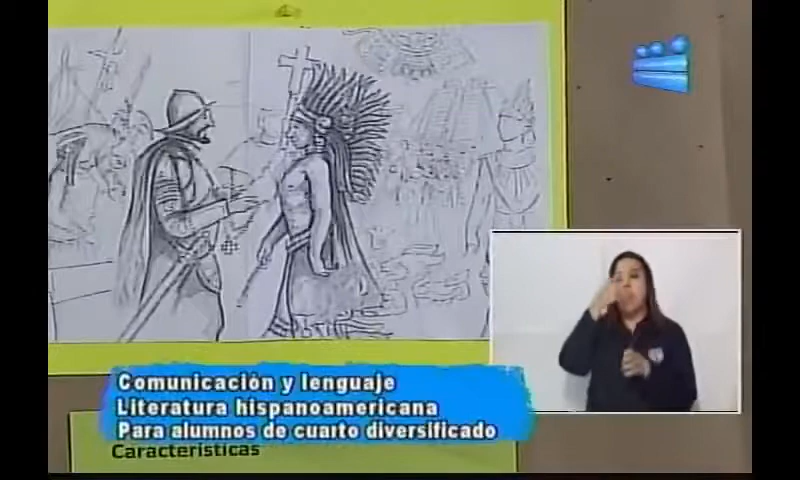 Comunicación y lenguaje
Literatura hispanoamericana
Para alumnos de cuarto diversificado
Características